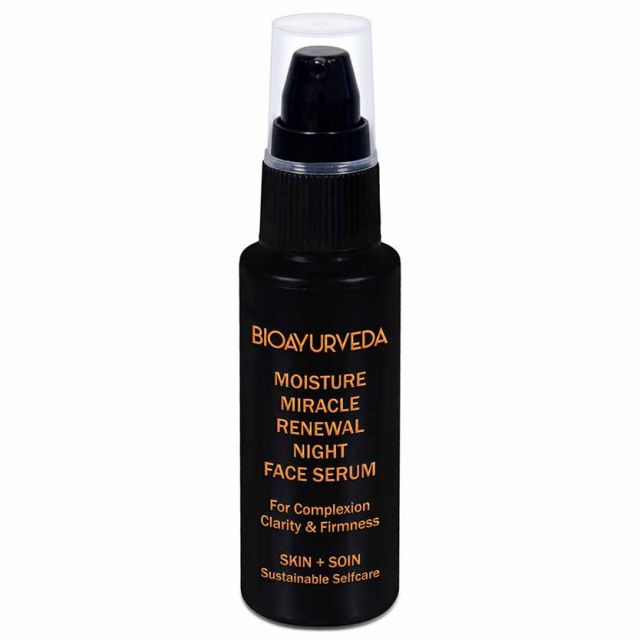 BIOAYURVEDA
MOISTURE
MIRACLE
RENEWAL
NIGHT
FACE SERUM
For Complexion
Clarity & Firmness
SKIN + SOIN
Sustainable Selfcare